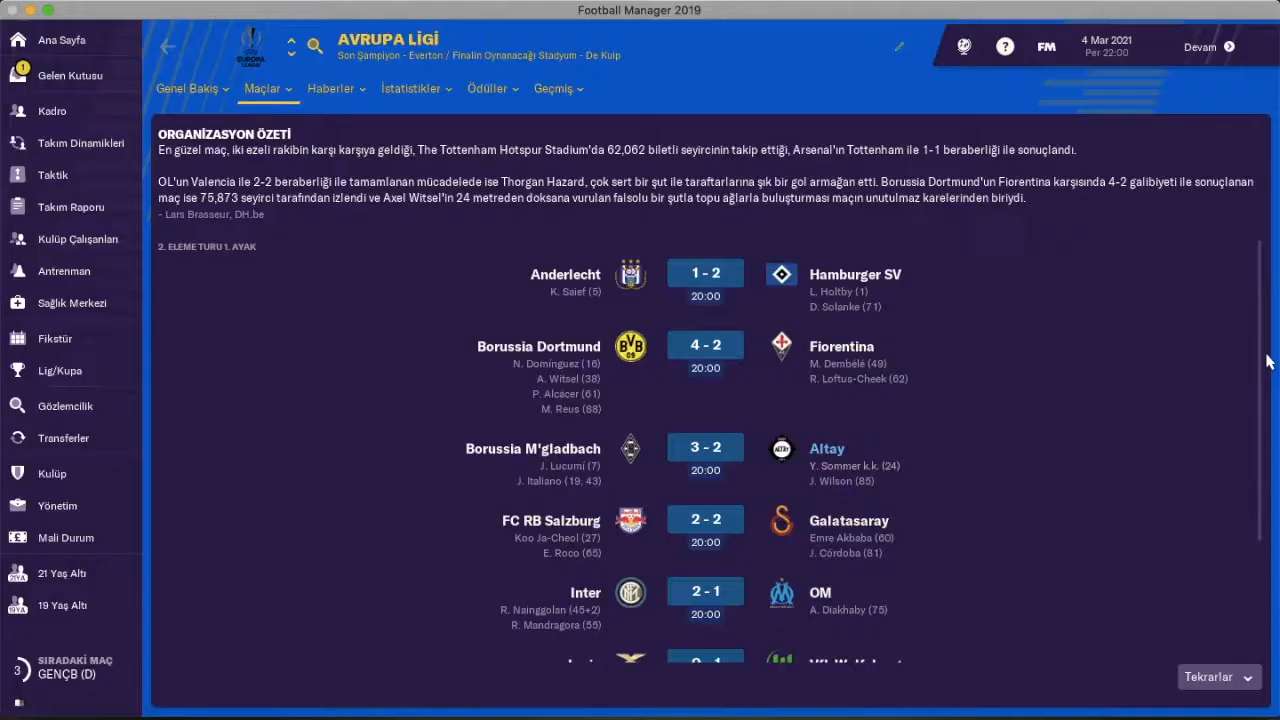 Football Manager 2019
Ana Sayfa
1
Gelen Kutusu
Kadro
Takım Dinamikleri
Taktik
Takım Raporu
Kulüp Çalışanları
Antrenman
Sağlık Merkezi
Fikstür
Lig/Kupa
Gözlemcilik
Transferler
Kulüp
Yönetim
Mali Durum
21YA
21 Yaş Altı
19YA
19 Yaş Altı
3
SIRADAKİ MAÇ
GENÇB (D)
EUROPA
LEAGUE
AVRUPA LİGİ
Son Şampiyon - Everton / Finalin Oynanacağı Stadyum - De Kuip
? FM
4 Mar 2021
Per 22:00
Devam
Genel Bakış Maçlar Haberler İstatistikler Ödüller Geçmiş
ORGANİZASYON ÖZETİ
En güzel maç, iki ezeli rakibin karşı karşıya geldiği, The Tottenham Hotspur Stadium'da 62,062 biletli seyircinin takip ettiği, Arsenal'ın Tottenham ile 1-1 beraberliği ile sonuçlandı.
OL'un Valencia ile 2-2 beraberliği ile tamamlanan mücadelede ise Thorgan Hazard, çok sert bir şut ile taraftarlarına şık bir gol armağan etti. Borussia Dortmund'un Fiorentina karşısında 4-2 galibiyeti ile sonuçlanan
maç ise 75,873 seyirci tarafından izlendi ve Axel Witsel'in 24 metreden doksana vurulan falsolu bir şutla topu ağlarla buluşturması maçın unutulmaz karelerinden biriydi.
- Lars Brasseur, DH.be
2. ELEME TURU 1. AYAK
Anderlecht 1 - 2 Hamburger SV
K. Saief (5) 20:00 L. Holtby (1)
D. Solanke (71)
Borussia Dortmund BVB 09 4 - 2 Fiorentina
N. Domínguez (16) 20:00 M. Dembélé (49)
A. Witsel (38) R. Loftus-Cheek (62)
P. Alcácer (61)
M. Reus (88)
Borussia M'gladbach 3 - 2 ALTAY Altay
J. Lucumí (7) 20:00 Y. Sommer k.k. (24)
J. Italiano (19, 43) J. Wilson (85)
FC RB Salzburg 2 - 2 Galatasaray
Koo Ja-Cheol (27) 20:00 Emre Akbaba (60)
E. Roco (65) J. Córdoba (81)
Inter 2 - 1 OM
R. Nainggolan (45+2) 20:00 A. Diakhaby (75)
R. Mandragora (55)
Tekrarlar